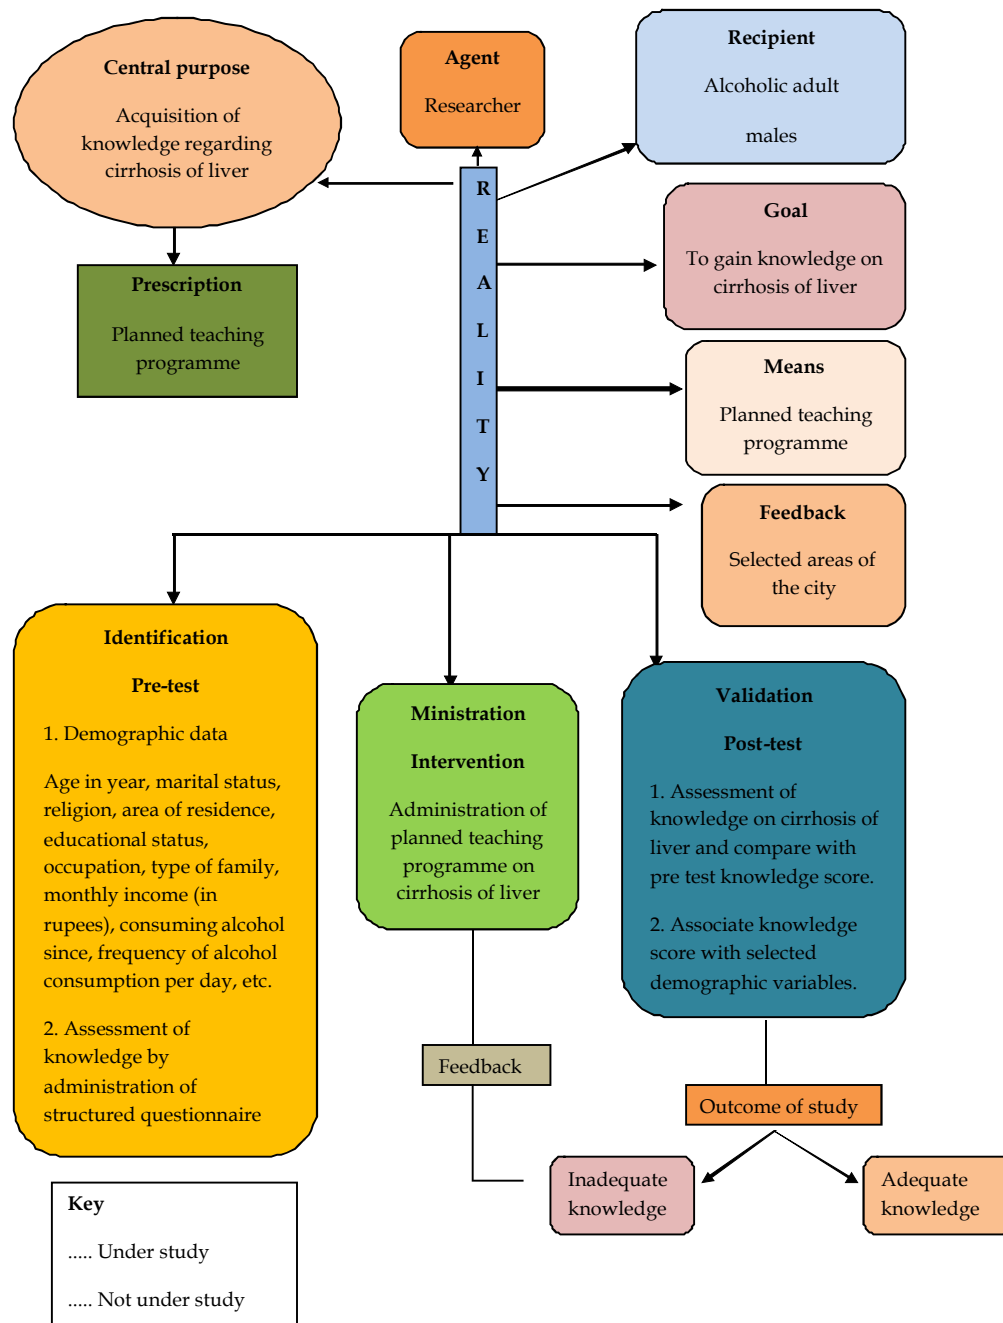 Central purpose
Acquisition of
knowledge regarding
cirrhosis of liver
Agent
Researcher
Recipient
Alcoholic adult
males
R
E
A
L
I
T
Y
Goal
To gain knowledge on
cirrhosis of liver
Prescription
Planned teaching
programme
Means
Planned teaching
programme
Feedback
Selected areas of
the city
Identification
Pre-test
1. Demographic data
Age in year, marital status,
religion, area of residence,
educational status,
occupation, type of family,
monthly income (in
rupees), consuming alcohol
since, frequency of alcohol
consumption per day, etc.
2. Assessment of
knowledge by
administration of
structured questionnaire
Ministration
Intervention
Administration of
planned teaching
programme on
cirrhosis of liver
Validation
Post-test
1. Assessment of
knowledge on cirrhosis of
liver and compare with
pre test knowledge score.
2. Associate knowledge
score with selected
demographic variables.
Feedback
Outcome of study
Inadequate
knowledge
Adequate
knowledge
Key
..... Under study
..... Not under study